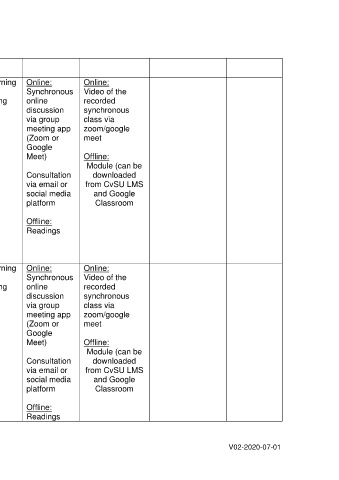 rning
ng
Online:
Synchronous
online
discussion
via group
meeting app
(Zoom or
Google
Meet)
Consultation
via email or
social media
platform
Offline:
Readings
Online:
Video of the
recorded
synchronous
class via
zoom/google
meet
Offline:
Module (can be
downloaded
from CvSU LMS
and Google
Classroom
rning
ng
Online:
Synchronous
online
discussion
via group
meeting app
(Zoom or
Google
Meet)
Consultation
via email or
social media
platform
Offline:
Readings
Online:
Video of the
recorded
synchronous
class via
zoom/google
meet
Offline:
Module (can be
downloaded
from CvSU LMS
and Google
Classroom
V02-2020-07-01